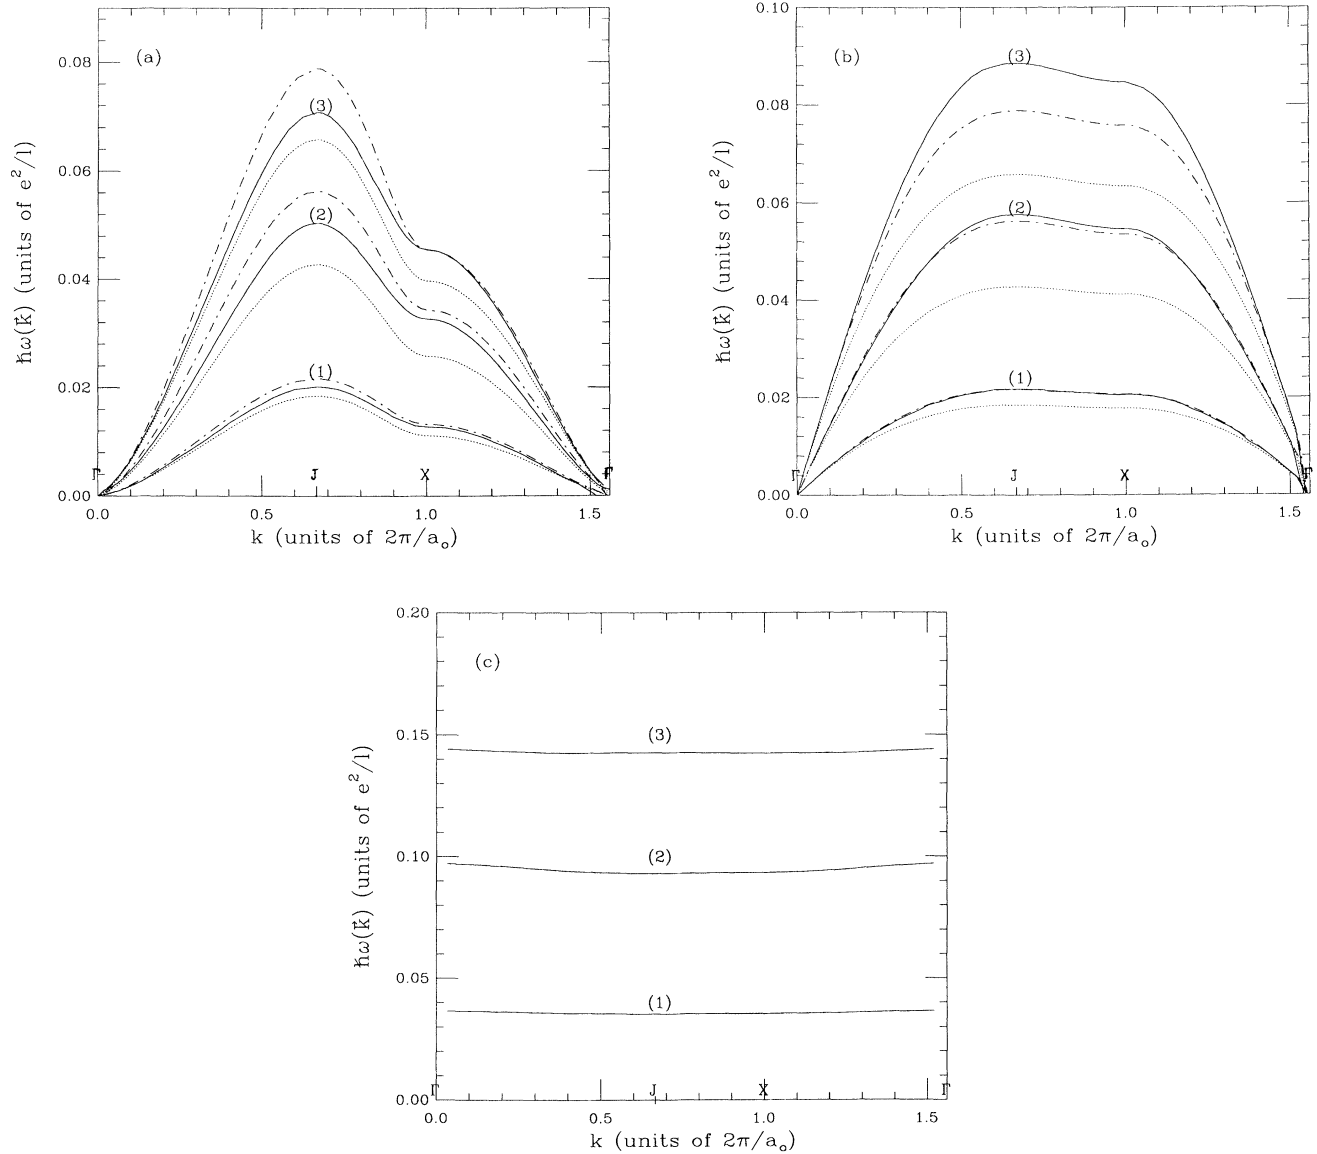 (a)
ħω(k⃗) (units of e²/l)
0.08
0.06
0.04
0.02
0.00
(3)
(2)
(1)
Γ J X Γ
0.0 0.5 1.0 1.5
k (units of 2π/aₒ)
(b)
ħω(k⃗) (units of e²/l)
0.10
0.08
0.06
0.04
0.02
0.00
(3)
(2)
(1)
Γ J X Γ
0.0 0.5 1.0 1.5
k (units of 2π/aₒ)
(c)
ħω(k⃗) (units of e²/l)
0.20
0.15
0.10
0.05
0.00
(3)
(2)
(1)
Γ J X Γ
0.0 0.5 1.0 1.5
k (units of 2π/aₒ)